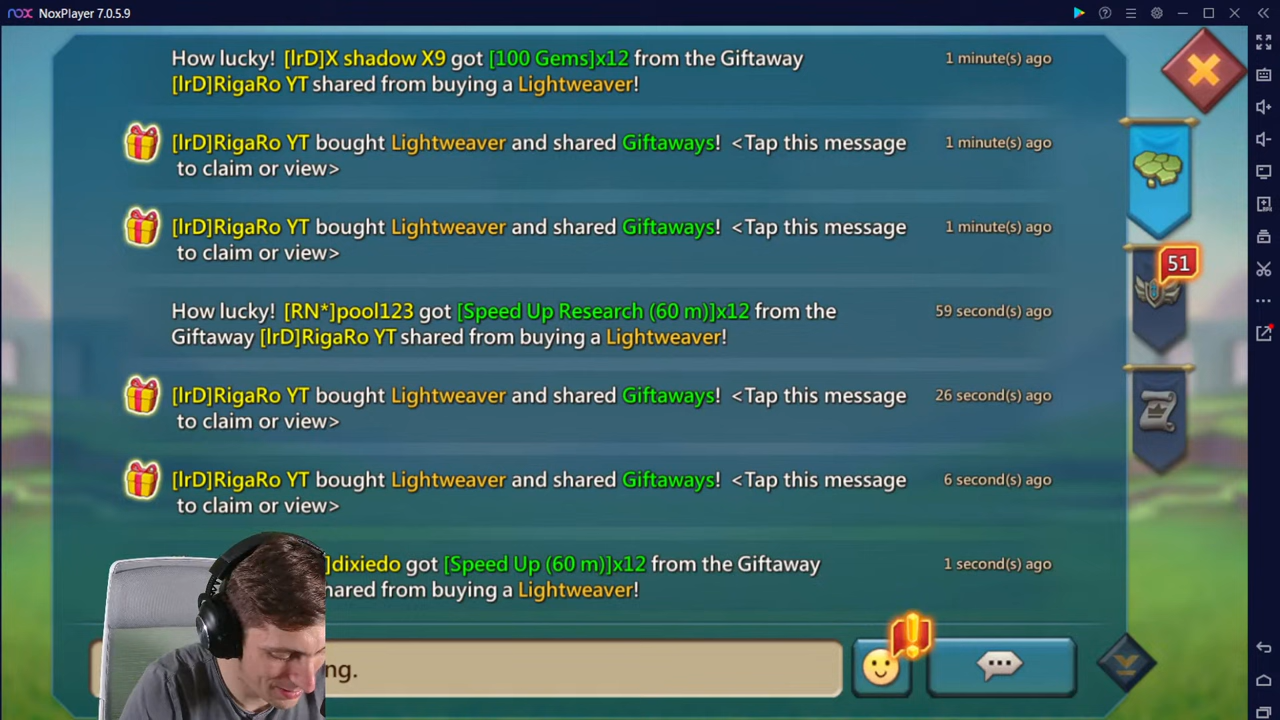 nox NoxPlayer 7.0.5.9
How lucky! [lrD]X shadow X9 got [100 Gems]x12 from the Giftaway 1 minute(s) ago
[lrD]RigaRo YT shared from buying a Lightweaver!
[lrD]RigaRo YT bought Lightweaver and shared Giftaways! <Tap this message 1 minute(s) ago
to claim or view>
[lrD]RigaRo YT bought Lightweaver and shared Giftaways! <Tap this message 1 minute(s) ago
to claim or view>
51
How lucky! [RN*]pool123 got [Speed Up Research (60 m)]x12 from the 59 second(s) ago
Giftaway [lrD]RigaRo YT shared from buying a Lightweaver!
[lrD]RigaRo YT bought Lightweaver and shared Giftaways! <Tap this message 26 second(s) ago
to claim or view>
[lrD]RigaRo YT bought Lightweaver and shared Giftaways! <Tap this message 6 second(s) ago
to claim or view>
]dixiedo got [Speed Up (60 m)]x12 from the Giftaway 1 second(s) ago
shared from buying a Lightweaver!
ng.